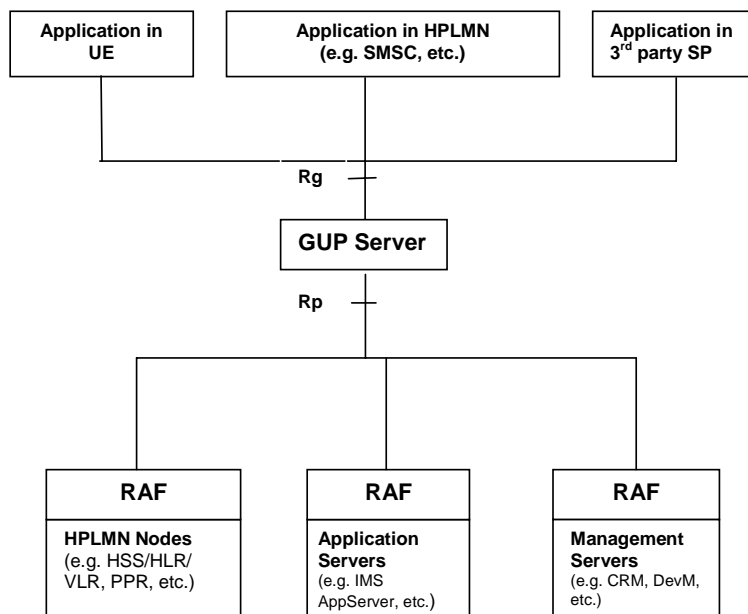 Application in
UE
Application in HPLMN
(e.g. SMSC, etc.)
Application in
3rd party SP
Rg
GUP Server
Rp
RAF
HPLMN Nodes
(e.g. HSS/HLR/
VLR, PPR, etc.)
RAF
Application
Servers
(e.g. IMS
AppServer, etc.)
RAF
Management
Servers
(e.g. CRM, DevM,
etc.)